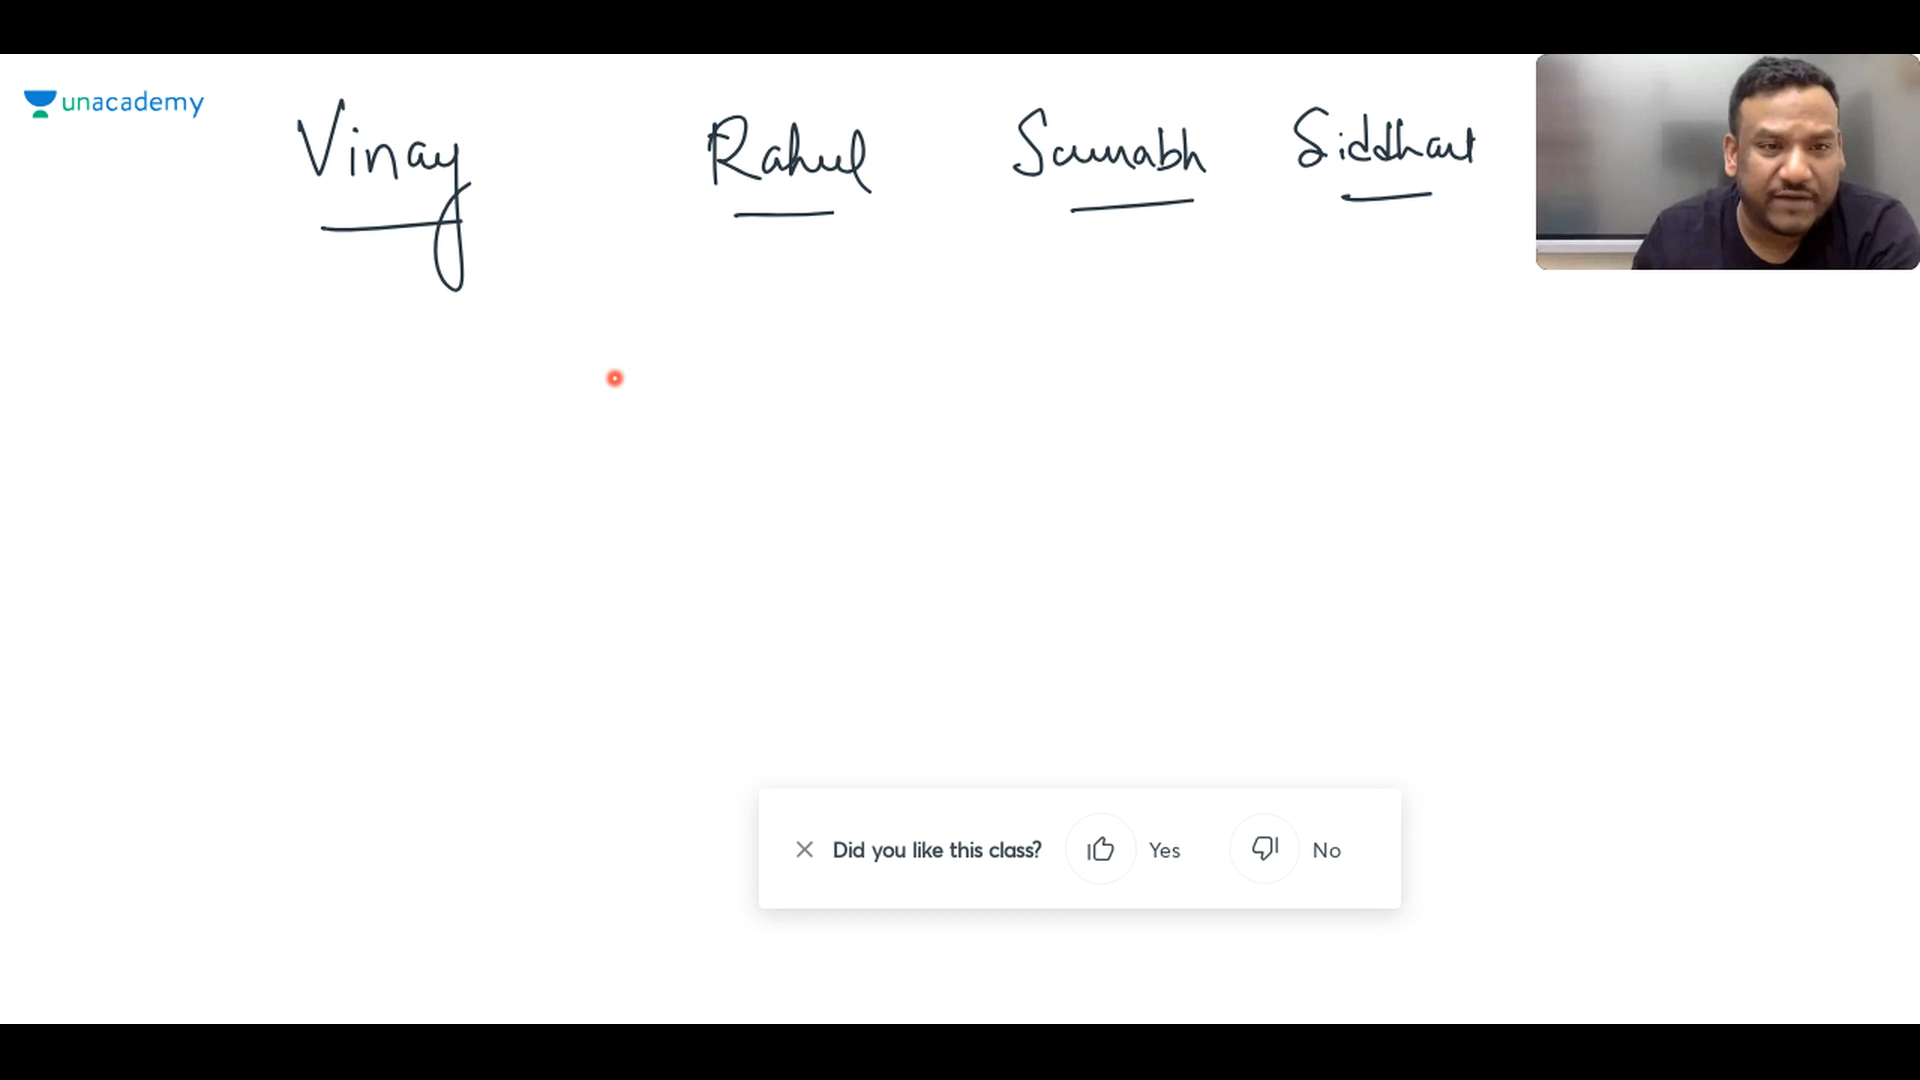 unacademy
Vinay Rahul Saurabh Siddhart
Did you like this class? Yes No